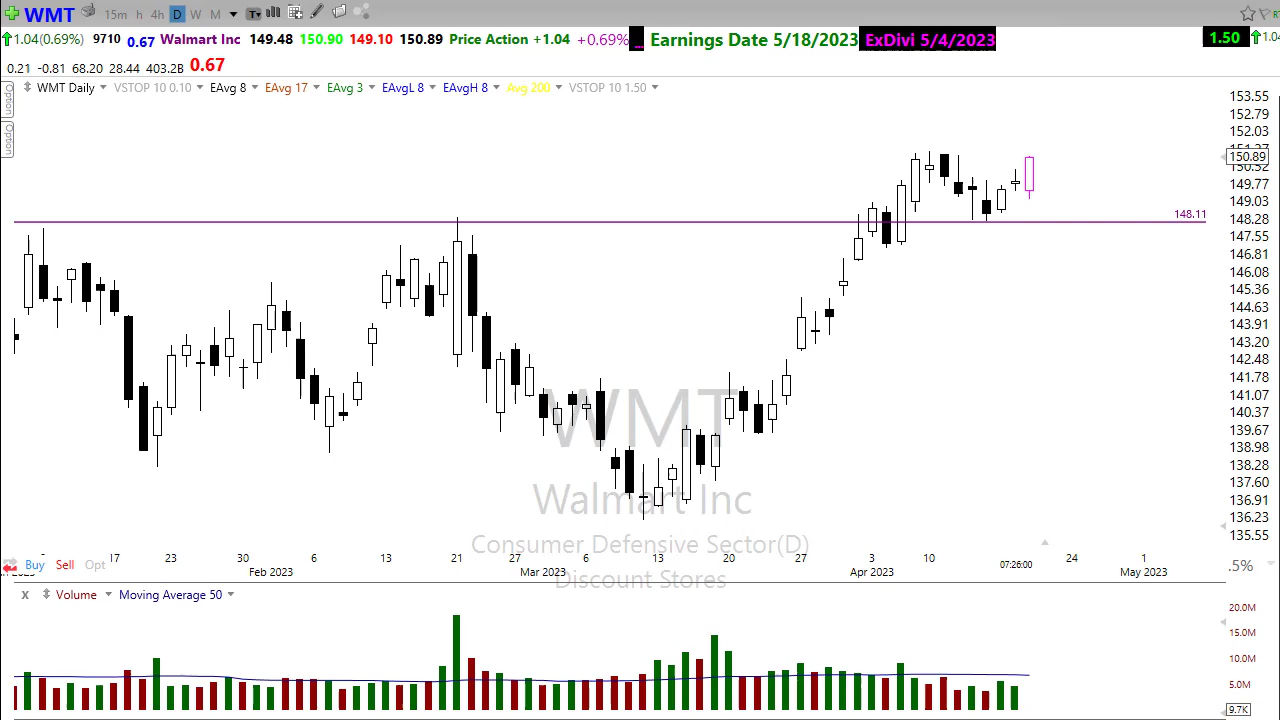 WMT 15m h 4h D W M
1.04(0.69%) 9710 0.67 Walmart Inc 149.48 150.90 149.10 150.89 Price Action +1.04 +0.69% ... Earnings Date 5/18/2023 ExDivi 5/4/2023 1.50 1.04
0.21 -0.81 68.20 28.44 403.2B 0.67
WMT Daily VSTOP 10 0.10 EAvg 8 EAvg 17 EAvg 3 EAvgL 8 EAvgH 8 Avg 200 VSTOP 10 1.50
Option
Option
153.55
152.79
152.03
151.27
150.89
150.52
149.77
149.03
148.11
148.28
147.55
146.81
146.08
145.36
144.63
143.91
143.20
142.48
141.78
141.07
140.37
139.67
138.98
138.28
137.60
136.91
136.23
135.55
WMT
Walmart Inc
Consumer Defensive Sector(D)
Discount Stores
17 23 30 6 13 21 27 6 13 20 27 3 10 24 1
Buy Sell Opt Feb 2023 Mar 2023 Apr 2023 07:26:00 May 2023
.5%
x Volume Moving Average 50
20.0M
15.0M
10.0M
5.0M
9.7K